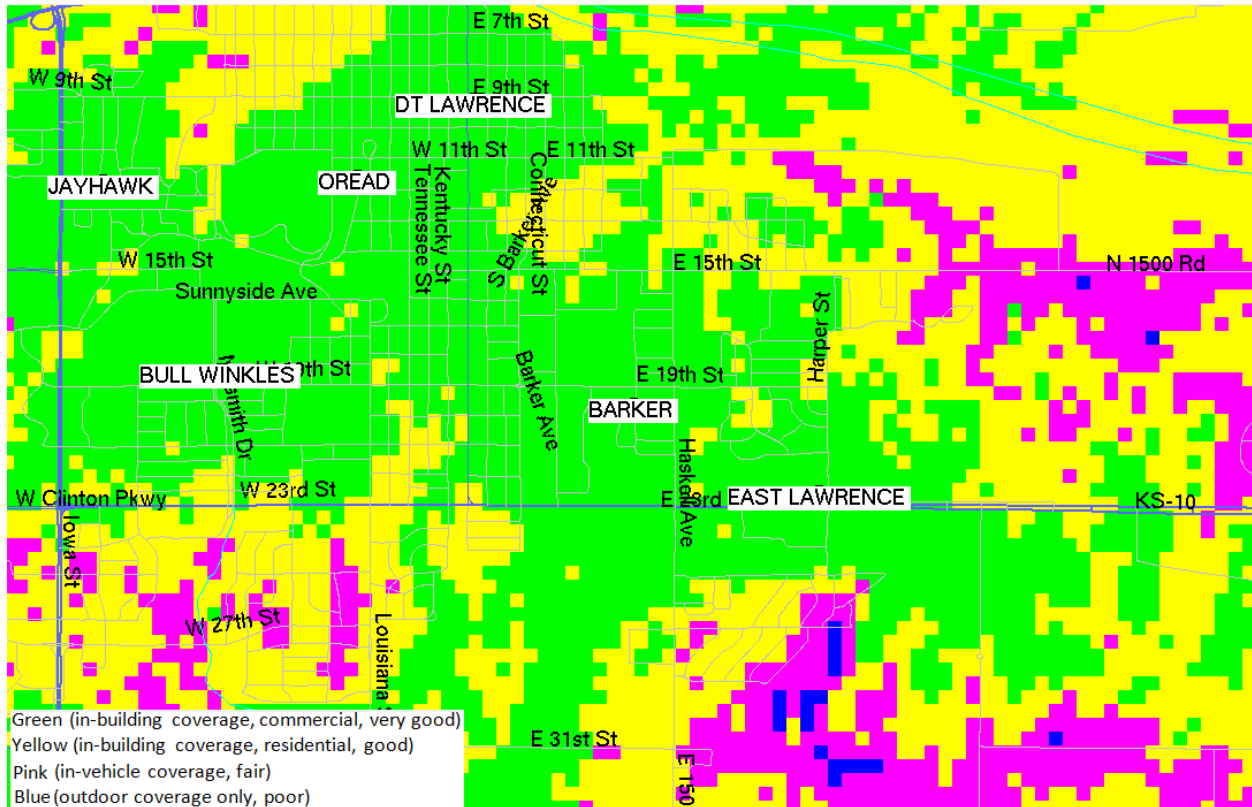 E 7th St
W 9th St
E 9th St
DT LAWRENCE
W 11th St
E 11th St
JAYHAWK
OREAD
Kentucky St
Tennessee St
Connecticut St
S Barker Ave
W 15th St
E 15th St
N 1500 Rd
Sunnyside Ave
Harper St
BULL WINKLES
E 19th St
Barker Ave
BARKER
Haskell Ave
W Clinton Pkwy
W 23rd St
E 23rd
EAST LAWRENCE
KS-10
Iowa St
W 27th St
Louisiana S
E 31st St
E 150
Green (in-building coverage, commercial, very good)
Yellow (in-building coverage, residential, good)
Pink (in-vehicle coverage, fair)
Blue (outdoor coverage only, poor)